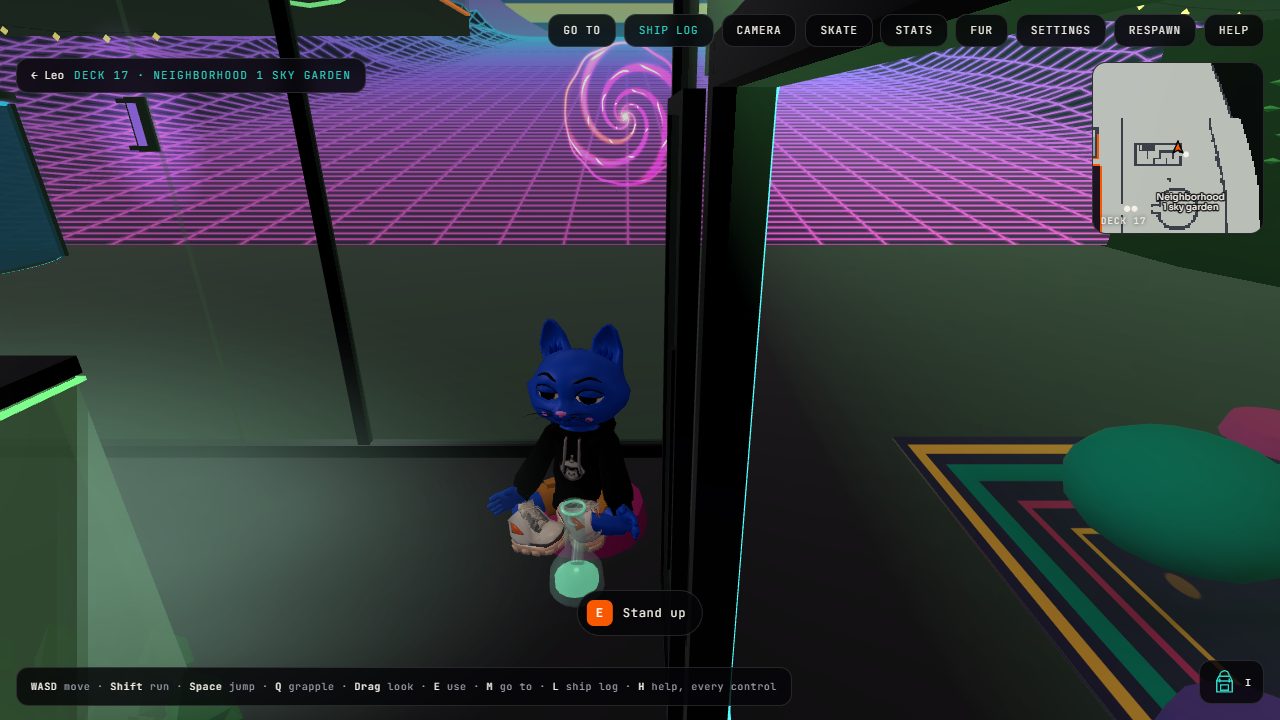 GO TO
SHIP LOG
CAMERA
SKATE
STATS
FUR
SETTINGS
RESPAWN
HELP
← Leo DECK 17 · NEIGHBORHOOD 1 SKY GARDEN
Neighborhood
1 sky garden
DECK 17
E Stand up
WASD move · Shift run · Space jump · Q grapple · Drag look · E use · M go to · L ship log · H help, every control
I